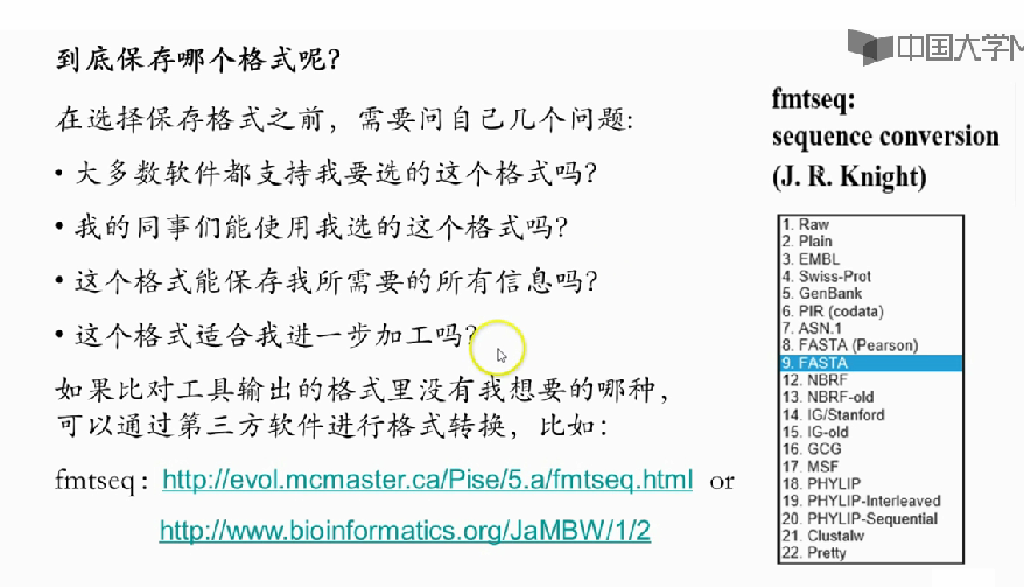 到底保存哪个格式呢?
在选择保存格式之前，需要问自己几个问题:
• 大多数软件都支持我要选的这个格式吗?
• 我的同事们能使用我选的这个格式吗?
• 这个格式能保存我所需要的所有信息吗?
• 这个格式适合我进一步加工吗?
如果比对工具输出的格式里没有我想要的哪种，
可以通过第三方软件进行格式转换，比如：
fmtseq： http://evol.mcmaster.ca/Pise/5.a/fmtseq.html or
http://www.bioinformatics.org/JaMBW/1/2
中国大学M
fmtseq:
sequence conversion
(J. R. Knight)
1. Raw
2. Plain
3. EMBL
4. Swiss-Prot
5. GenBank
6. PIR (codata)
7. ASN.1
8. FASTA (Pearson)
9. FASTA
12. NBRF
13. NBRF-old
14. IG/Stanford
15. IG-old
16. GCG
17. MSF
18. PHYLIP
19. PHYLIP-Interleaved
20. PHYLIP-Sequential
21. Clustalw
22. Pretty